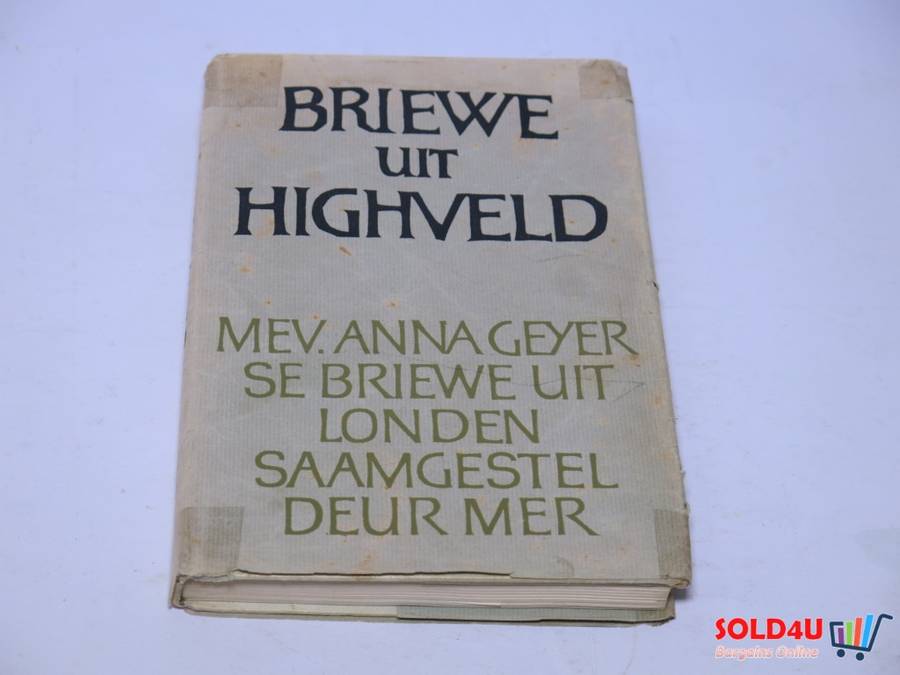 BRIEWE
UIT
HIGHVELD
MEV. ANNA GEYER
SE BRIEWE UIT
LONDEN
SAAMGESTEL
DEUR MER
SOLD4U
Bargains Online